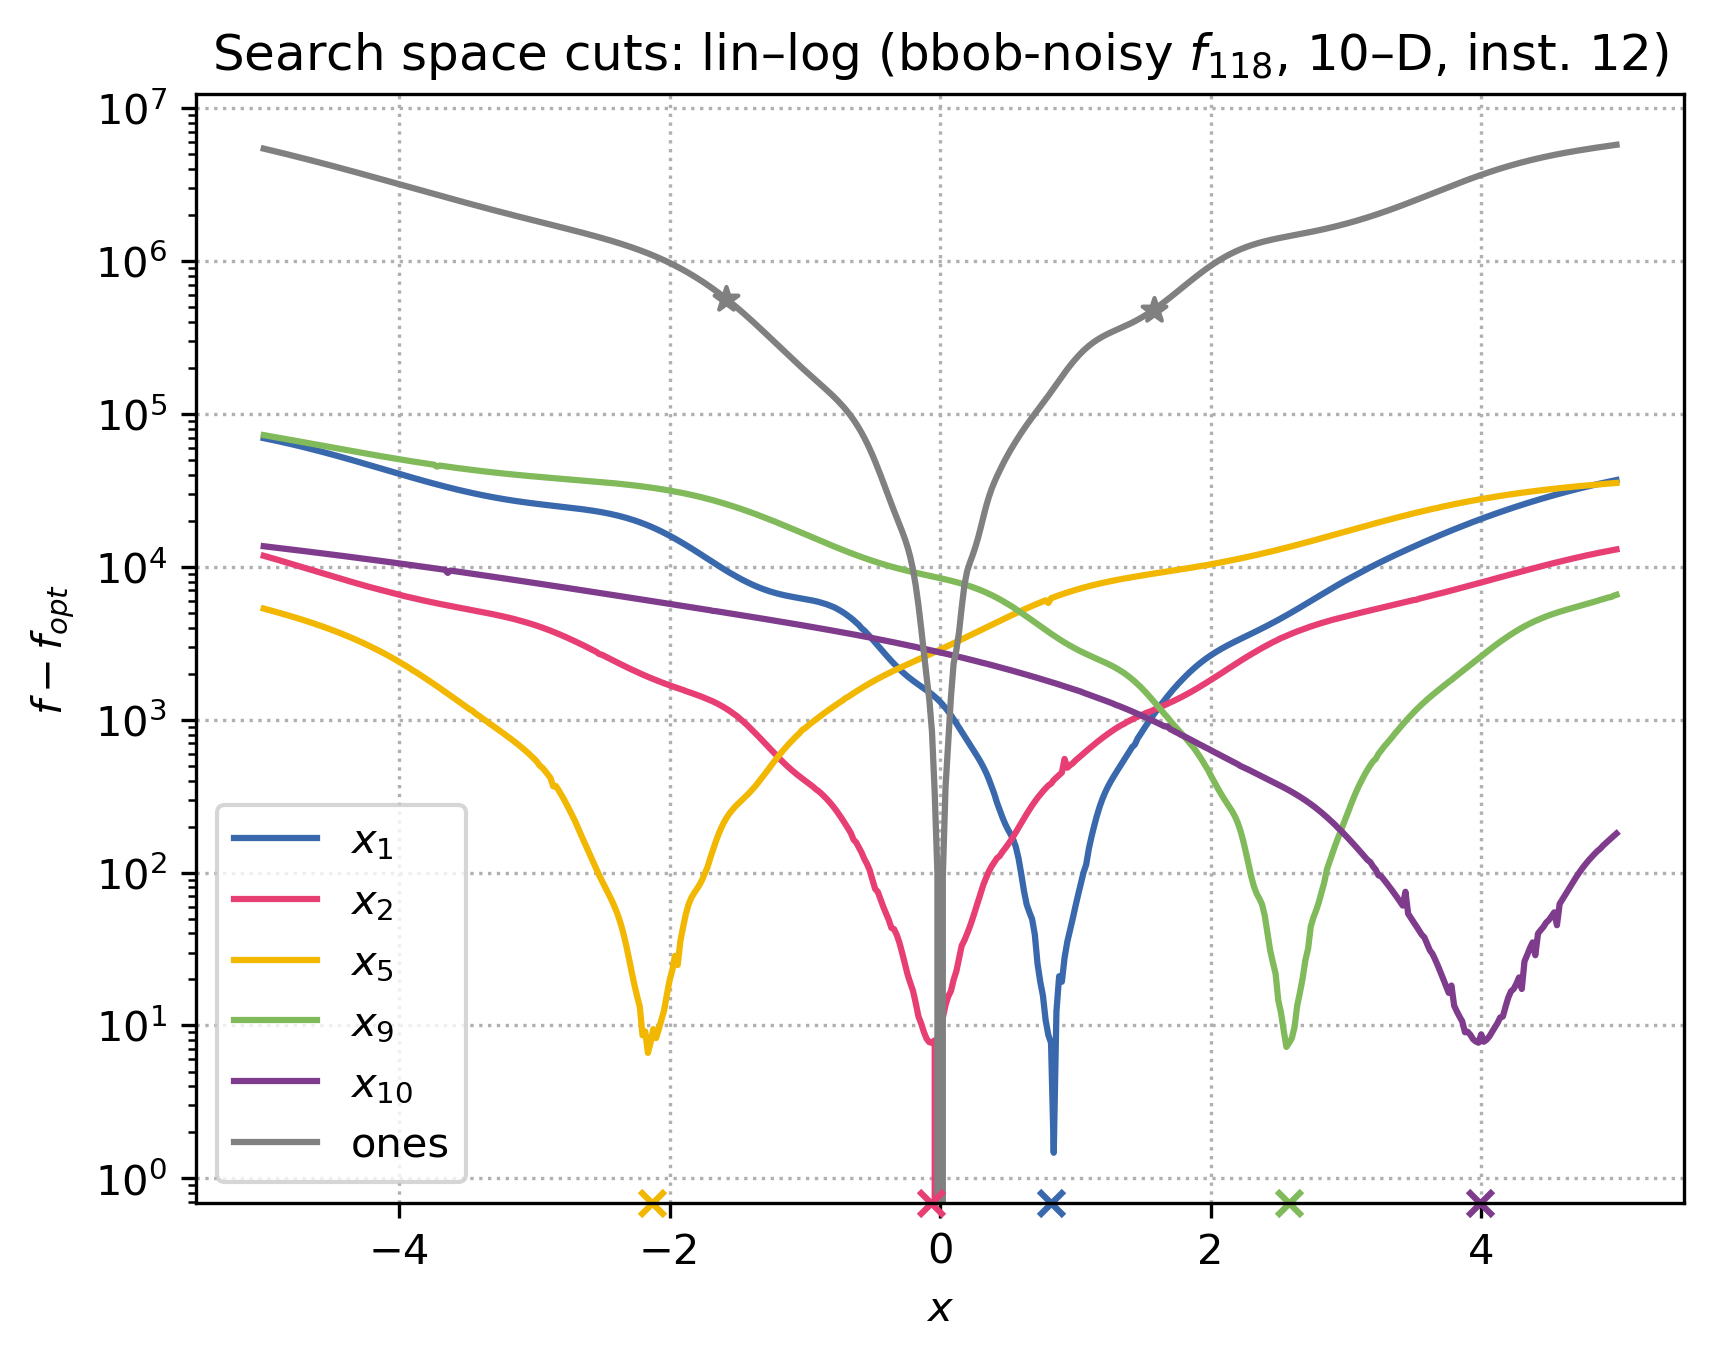 Search space cuts: lin–log (bbob-noisy f₁₁₈, 10–D, inst. 12)
10⁷
10⁶
10⁵
10⁴
10³
10²
10¹
10⁰
f − f_opt
x₁
x₂
x₅
x₉
x₁₀
ones
−4 −2 0 2 4
x